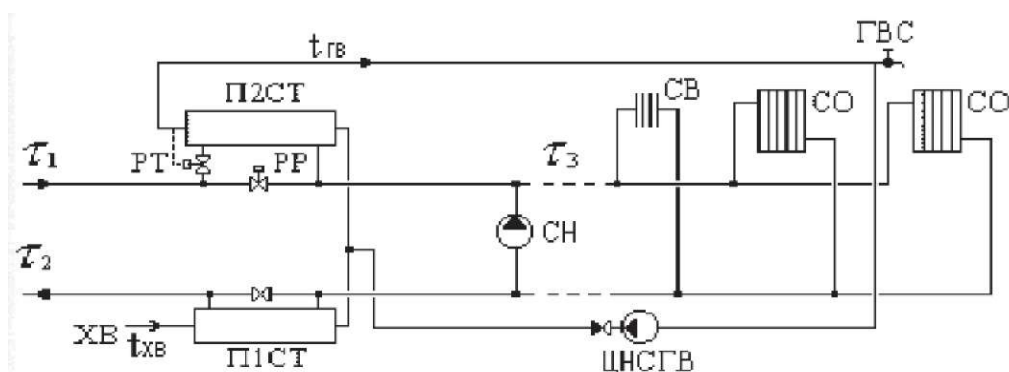 tГВ
ГВС
П2СТ
СВ
СО
СО
τ1
РТ
РР
τ3
СН
τ2
ХВ
tХВ
П1СТ
ЦНСГВ